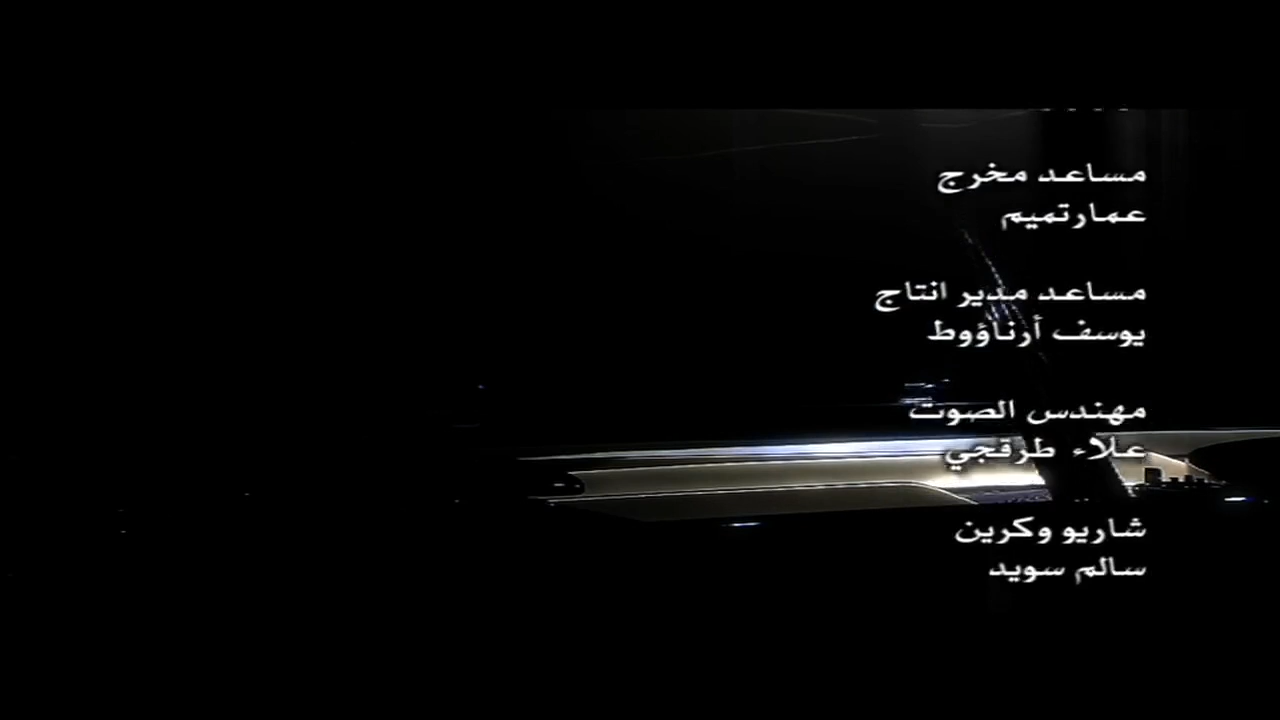 مساعد مخرج
عمارتميم
مساعد مدير انتاج
يوسف أرناؤوط
مهندس الصوت
علاء طرقجي
شاريو وكرين
سالم سويد